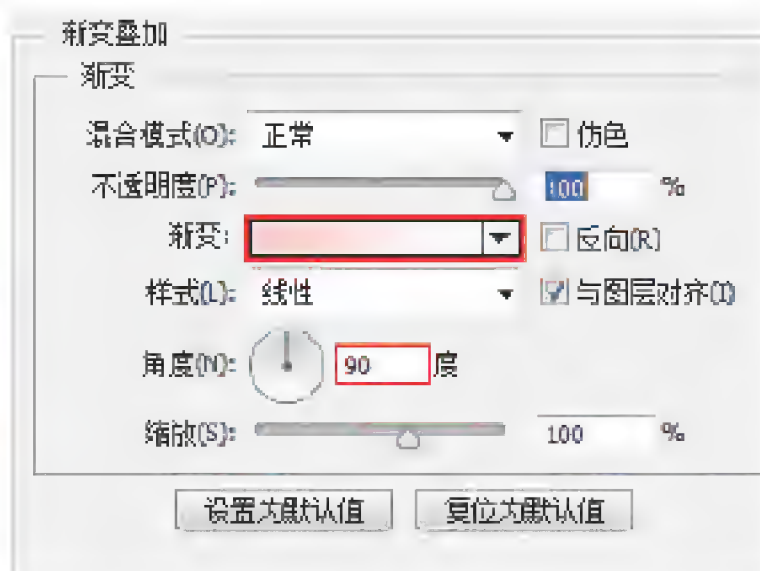 渐变叠加
渐变
混合模式(O): 正常 仿色
不透明度(P): 100 %
渐变: 反向(R)
样式(L): 线性 与图层对齐(I)
角度(N): 90 度
缩放(S): 100 %
设置为默认值 复位为默认值